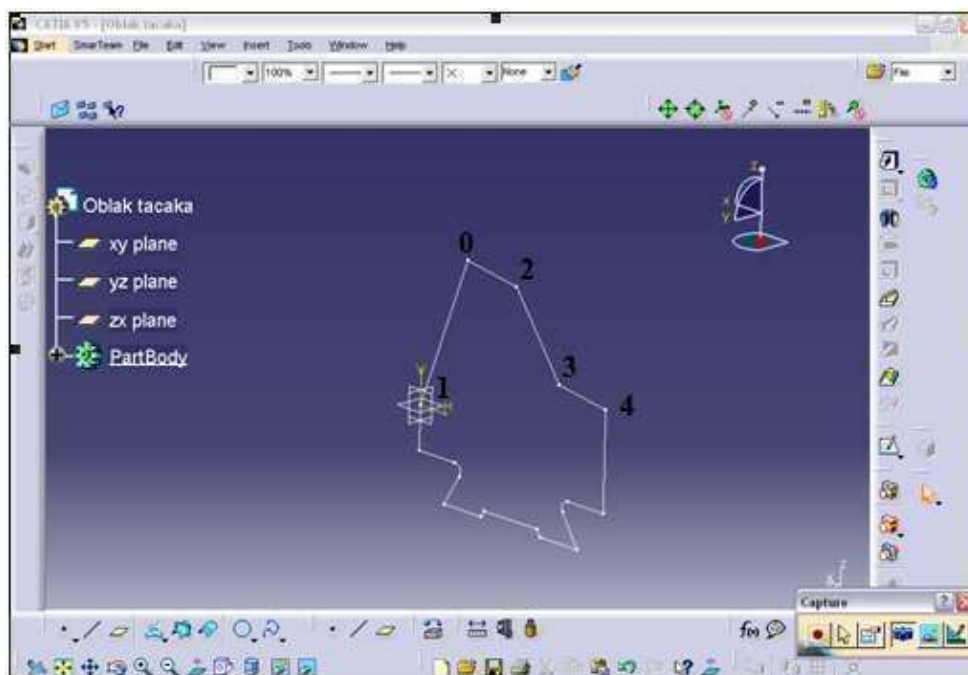 CATIA V5 - [Oblak tacaka]
Start SmarTeam File Edit View Insert Tools Window Help
100% None File
Oblak tacaka
xy plane
yz plane
zx plane
PartBody
0
2
3
4
1
Y
Z
X
Y
Capture
f(x)